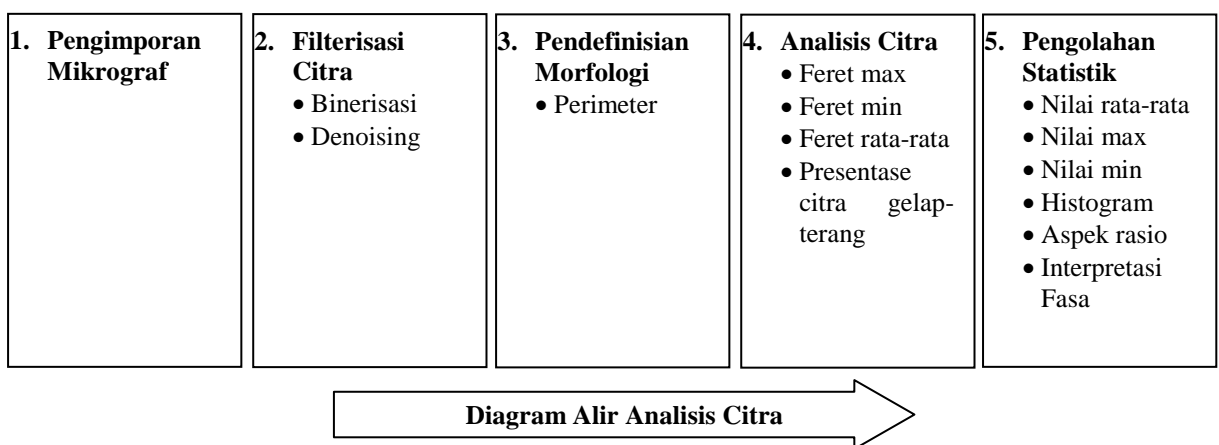 1. Pengimporan
Mikrograf
2. Filterisasi
Citra
• Binerisasi
• Denoising
3. Pendefinisian
Morfologi
• Perimeter
4. Analisis Citra
• Feret max
• Feret min
• Feret rata-rata
• Presentase
citra gelap-
terang
5. Pengolahan
Statistik
• Nilai rata-rata
• Nilai max
• Nilai min
• Histogram
• Aspek rasio
• Interpretasi
Fasa
Diagram Alir Analisis Citra